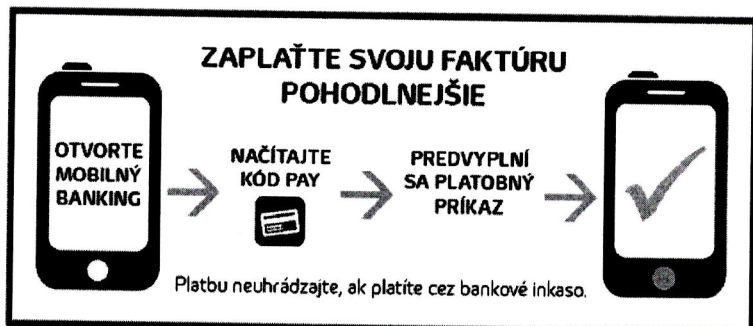 ZAPLAŤTE SVOJU FAKTÚRU
POHODLNEJŠIE
OTVORTE
MOBILNÝ
BANKING
NAČÍTAJTE
KÓD PAY
PREDVYPLNÍ
SA PLATOBNÝ
PRÍKAZ
Platbu neuhrádzajte, ak platíte cez bankové inkaso.